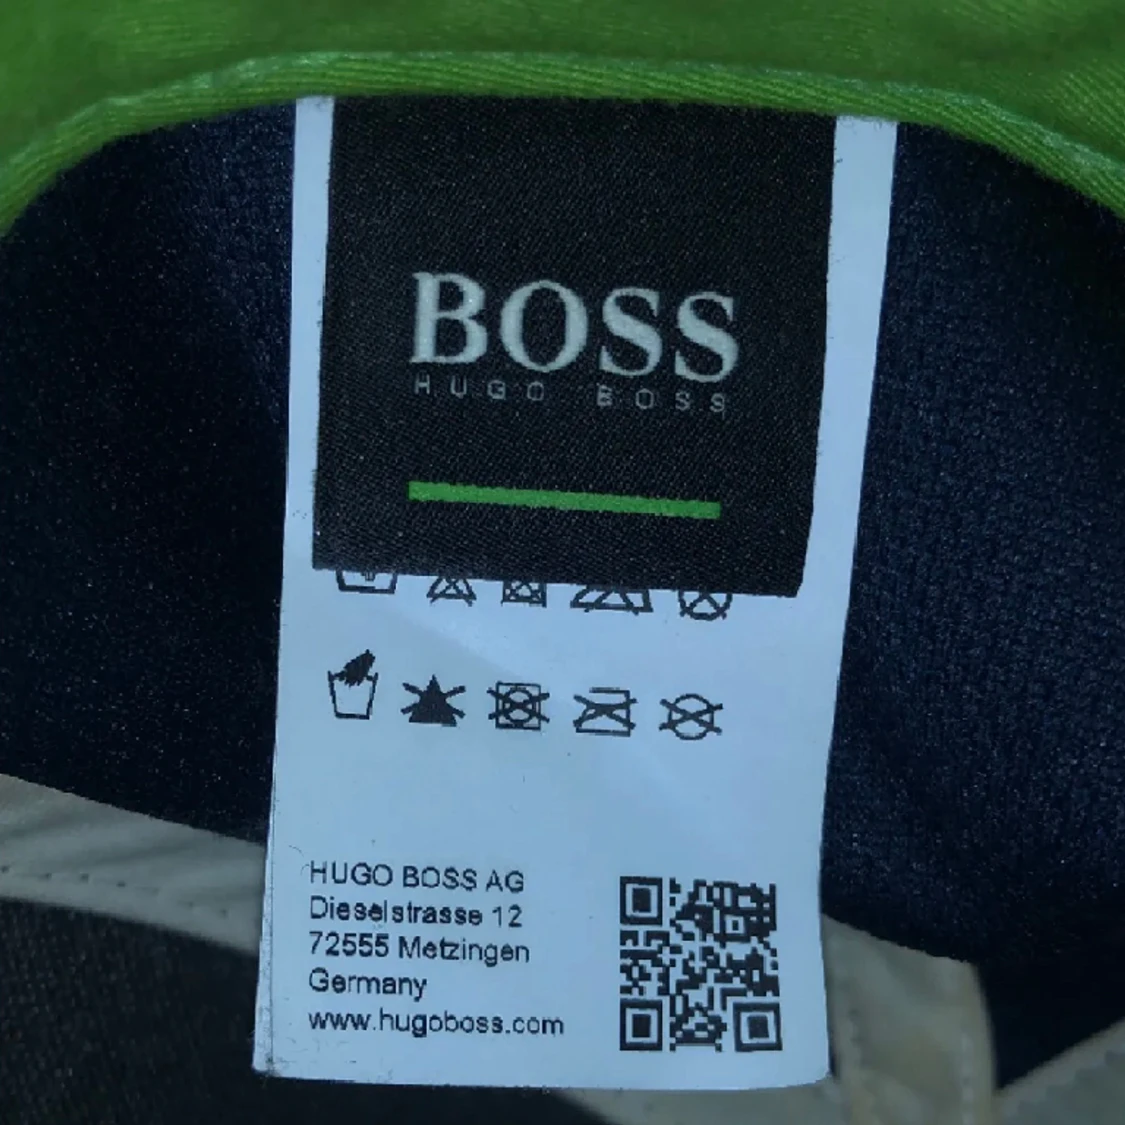 BOSS
HUGO BOSS
HUGO BOSS AG
Dieselstrasse 12
72555 Metzingen
Germany
www.hugoboss.com